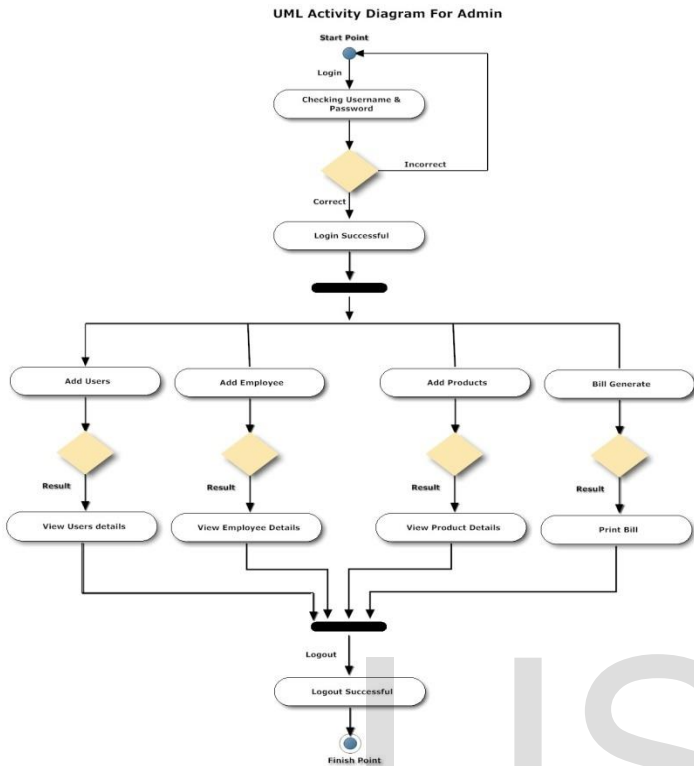 UML Activity Diagram For Admin
Start Point
Login
Checking Username &
Password
Incorrect
Correct
Login Successful
Add Users
Add Employee
Add Products
Bill Generate
Result
Result
Result
Result
View Users details
View Employee Details
View Product Details
Print Bill
Logout
Logout Successful
Finish Point